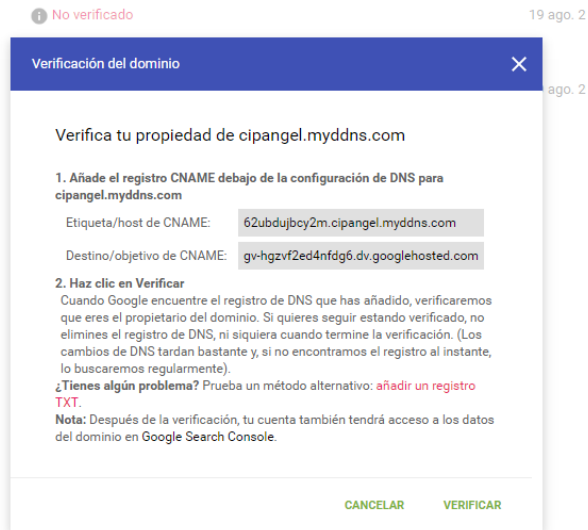 No verificado
19 ago. 2
Verificación del dominio
ago. 2
Verifica tu propiedad de cipangel.myddns.com
1. Añade el registro CNAME debajo de la configuración de DNS para
cipangel.myddns.com
Etiqueta/host de CNAME: 62ubdujbcy2m.cipangel.myddns.com
Destino/objetivo de CNAME: gv-hgzvf2ed4nfdg6.dv.googlehosted.com
2. Haz clic en Verificar
Cuando Google encuentre el registro de DNS que has añadido, verificaremos
que eres el propietario del dominio. Si quieres seguir estando verificado, no
elimines el registro de DNS, ni siquiera cuando termine la verificación. (Los
cambios de DNS tardan bastante y, si no encontramos el registro al instante,
lo buscaremos regularmente).
¿Tienes algún problema? Prueba un método alternativo: añadir un registro
TXT.
Nota: Después de la verificación, tu cuenta también tendrá acceso a los datos
del dominio en Google Search Console.
CANCELAR VERIFICAR